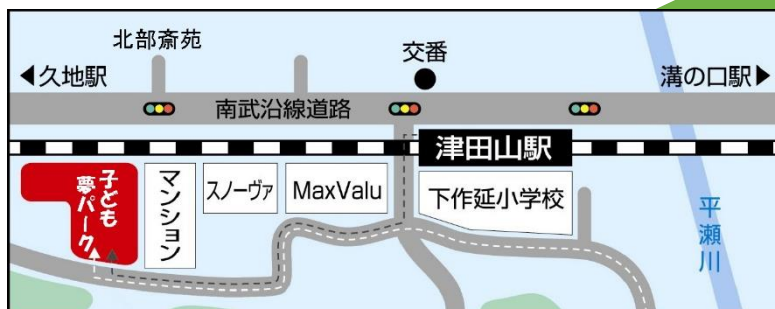 北部斎苑
交番
◀久地駅
溝の口駅▶
南武沿線道路
津田山駅
子ども
夢パーク
マンション
スノーヴァ
MaxValu
下作延小学校
平瀬川